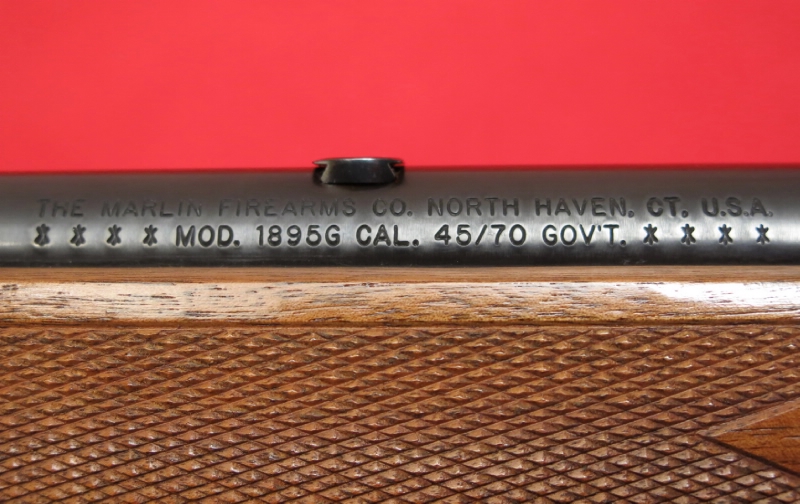 THE MARLIN FIREARMS CO. NORTH HAVEN, CT. U.S.A.
* * * * MOD. 1895G CAL. 45/70 GOV'T. * * * *